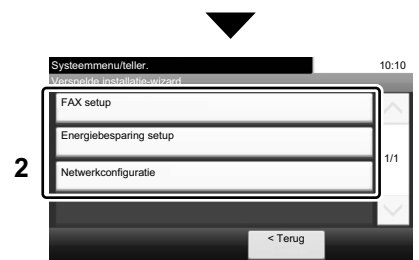 Systeemmenu/teller. 10:10
Versnelde installatie-wizard
FAX setup
Energiebesparing setup
1/1
2
Netwerkconfiguratie
< Terug